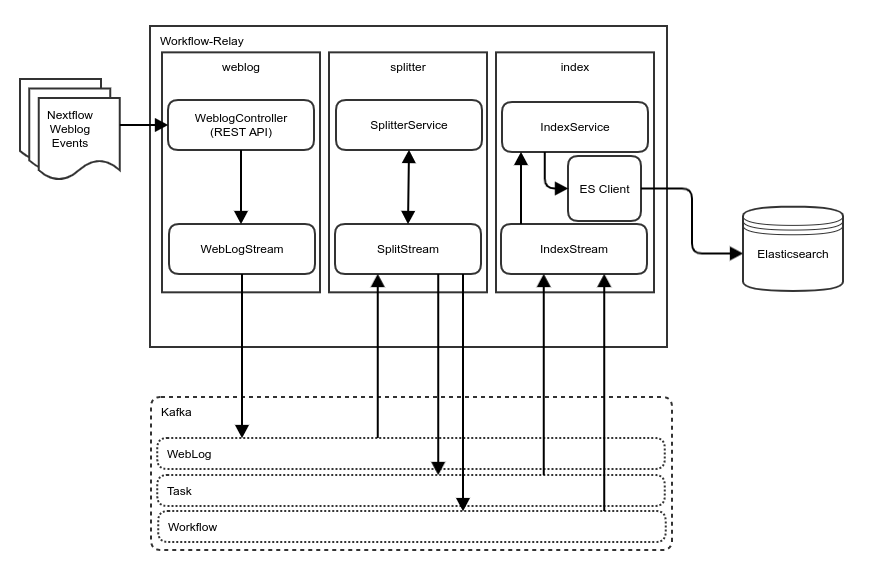 Workflow-Relay
weblog
splitter
index
Nextflow
Weblog
Events
WeblogController
(REST API)
SplitterService
IndexService
ES Client
WebLogStream
SplitStream
IndexStream
Elasticsearch
Kafka
WebLog
Task
Workflow